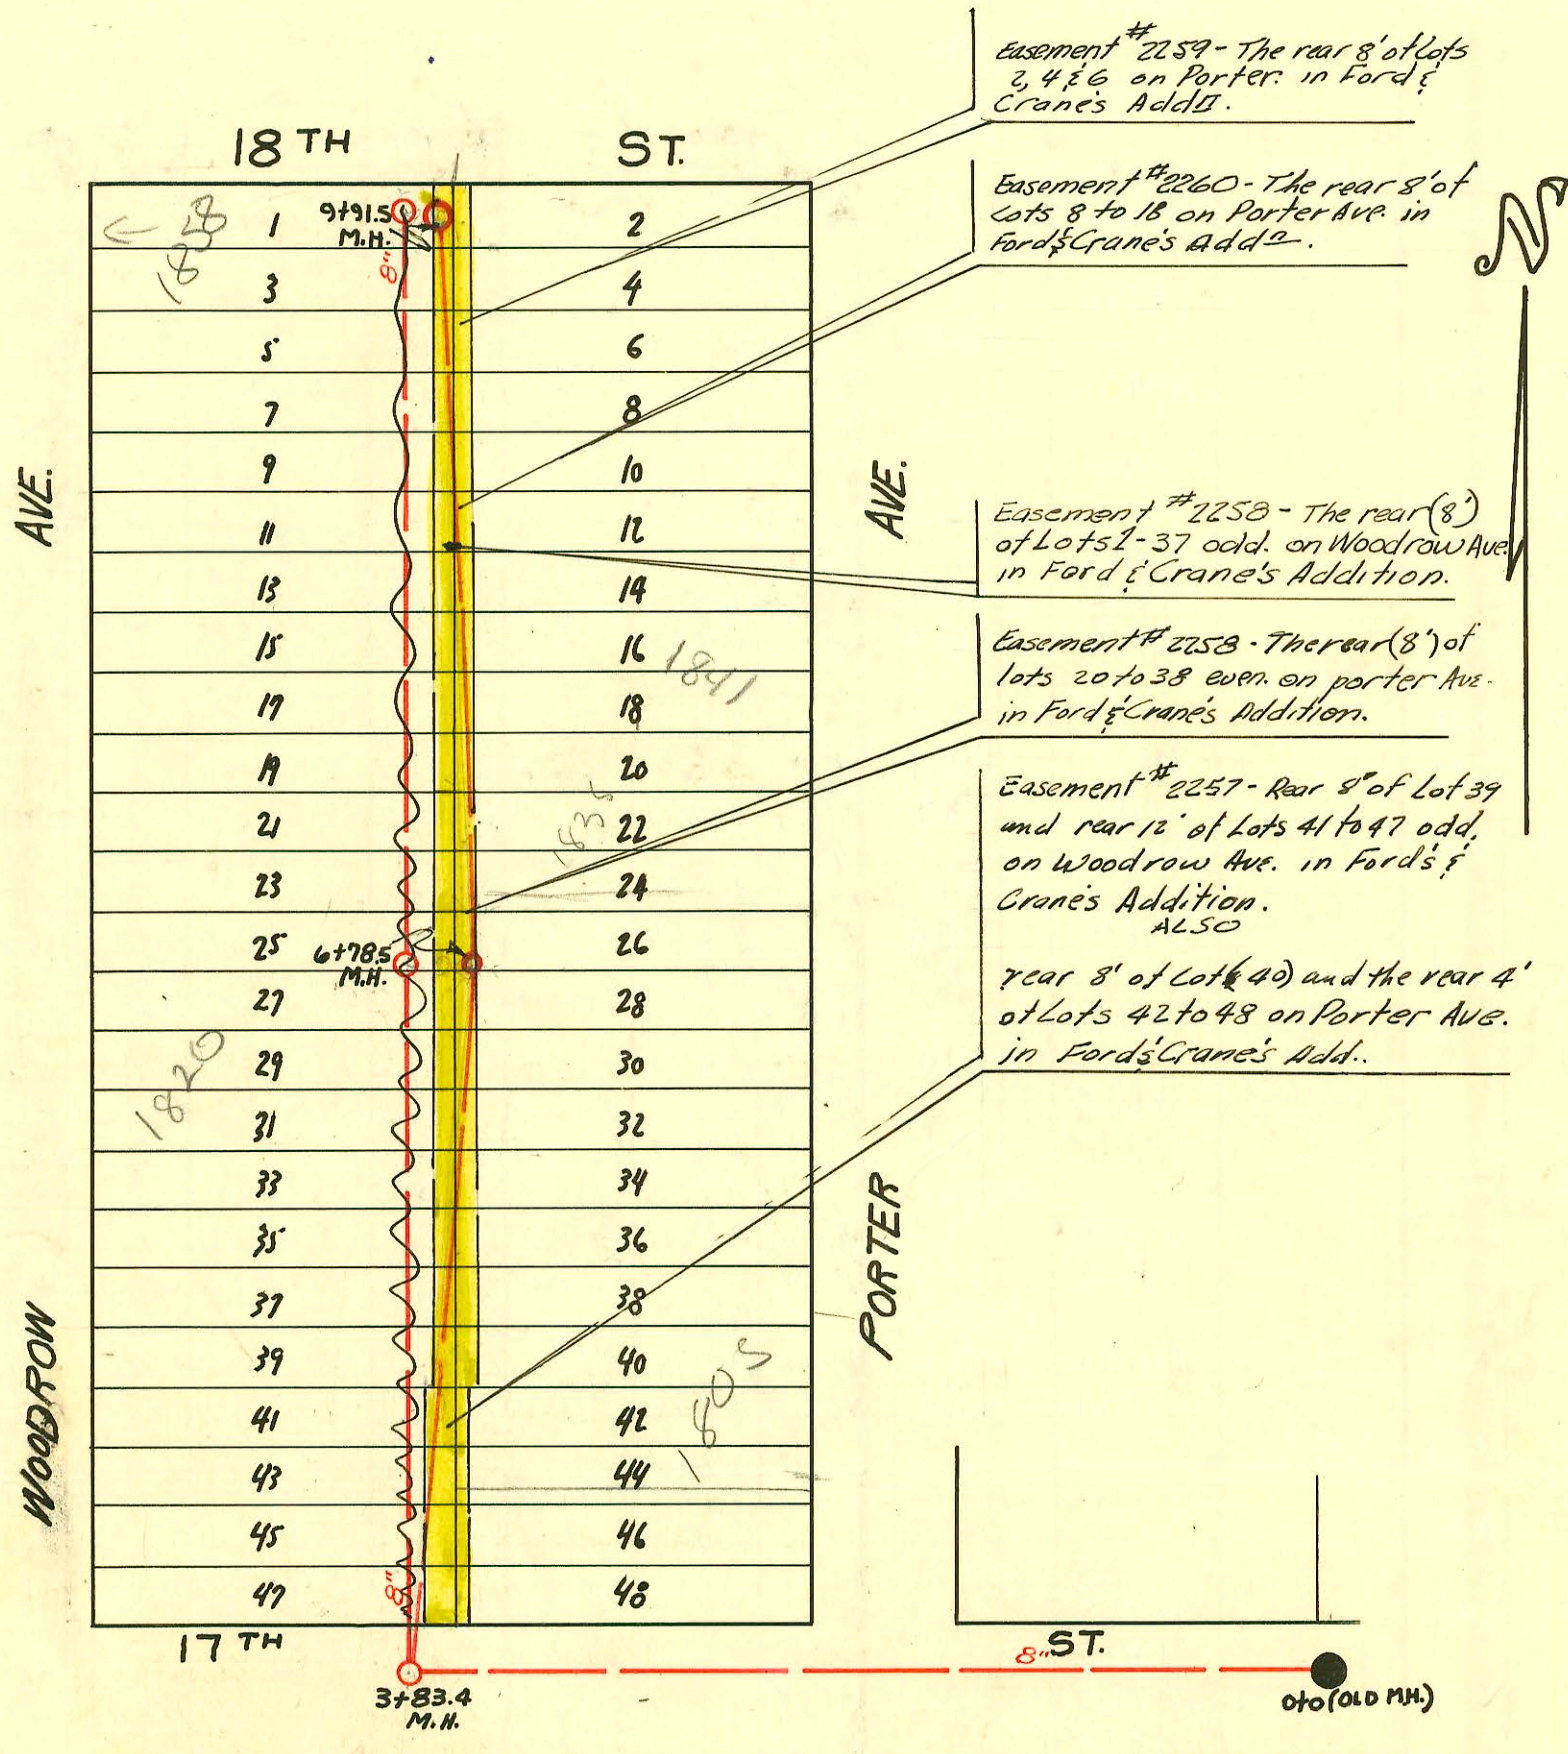 Easement #2259 - The rear 8' of Lots
2, 4 & 6 on Porter. in Ford &
Crane's Add n.
18TH ST.
Easement #2260 - The rear 8' of
Lots 8 to 18 on Porter Ave. in
Ford & Crane's Add n.
N
1 9+91.5 2
M.H.
1838
8"
3 4
5 6
7 8
9 10
11 12
13 14
15 16
1841
17 18
19 20
21 22
1835
23 24
25 6+78.5 26
M.H.
27 28
29 30
1820
31 32
33 34
35 36
37 38
39 40
41 42
1805
43 44
45 46
47 8" 48
AVE.
WOODROW
AVE.
PORTER
Easement #2258 - The rear (8')
of Lots 1-37 odd. on Woodrow Ave
in Ford & Crane's Addition.
Easement #2258 - The rear (8') of
lots 20 to 38 even. on porter Ave.
in Ford & Crane's Addition.
Easement #2257 - Rear 8' of Lot 39
and rear 12' of Lots 41 to 47 odd,
on Woodrow Ave. in Ford's &
Crane's Addition.
ALSO
rear 8' of Lot (40) and the rear 4'
of Lots 42 to 48 on Porter Ave.
in Ford & Crane's Add..
17TH 8" ST.
3+83.4
M.H.
0+0 (OLD M.H.)